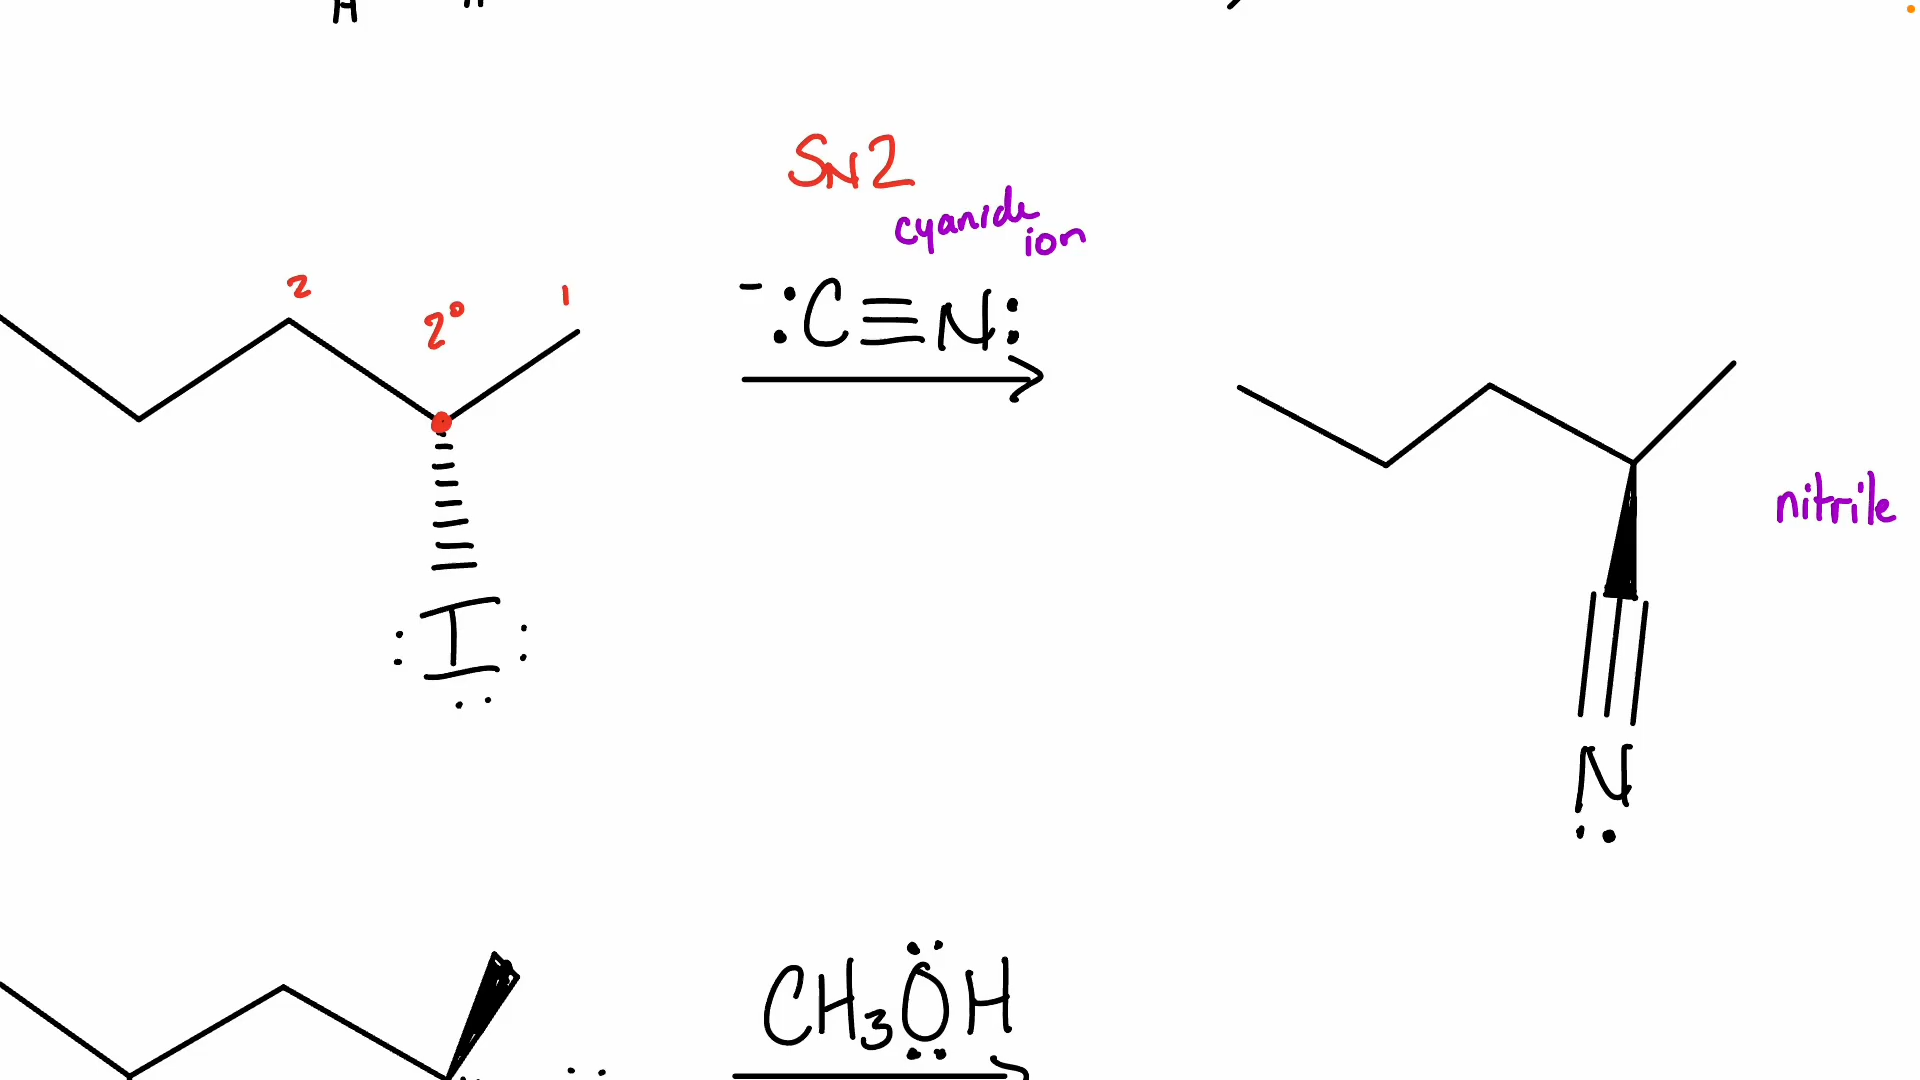 SN2
cyanide
ion
2
2°
1
⁻:C≡N:
I
nitrile
N
CH3OH